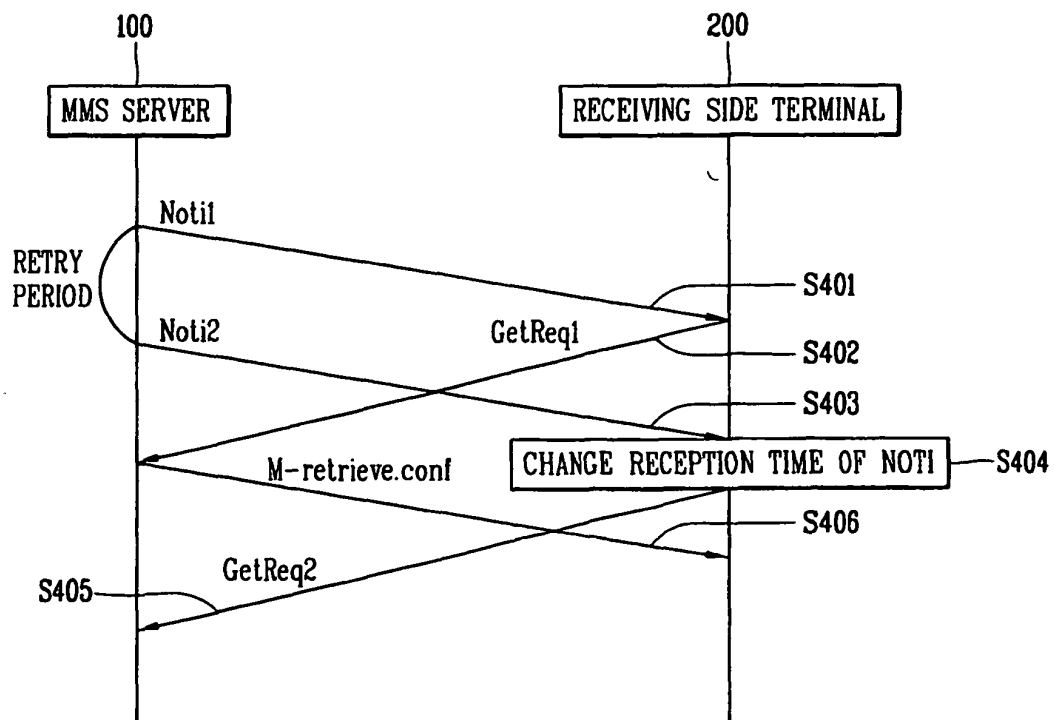 100
200
MMS SERVER
RECEIVING SIDE TERMINAL
Noti1
RETRY
PERIOD
S401
GetReq1
Noti2
S402
S403
CHANGE RECEPTION TIME OF NOTI
S404
M-retrieve.conf
S406
GetReq2
S405